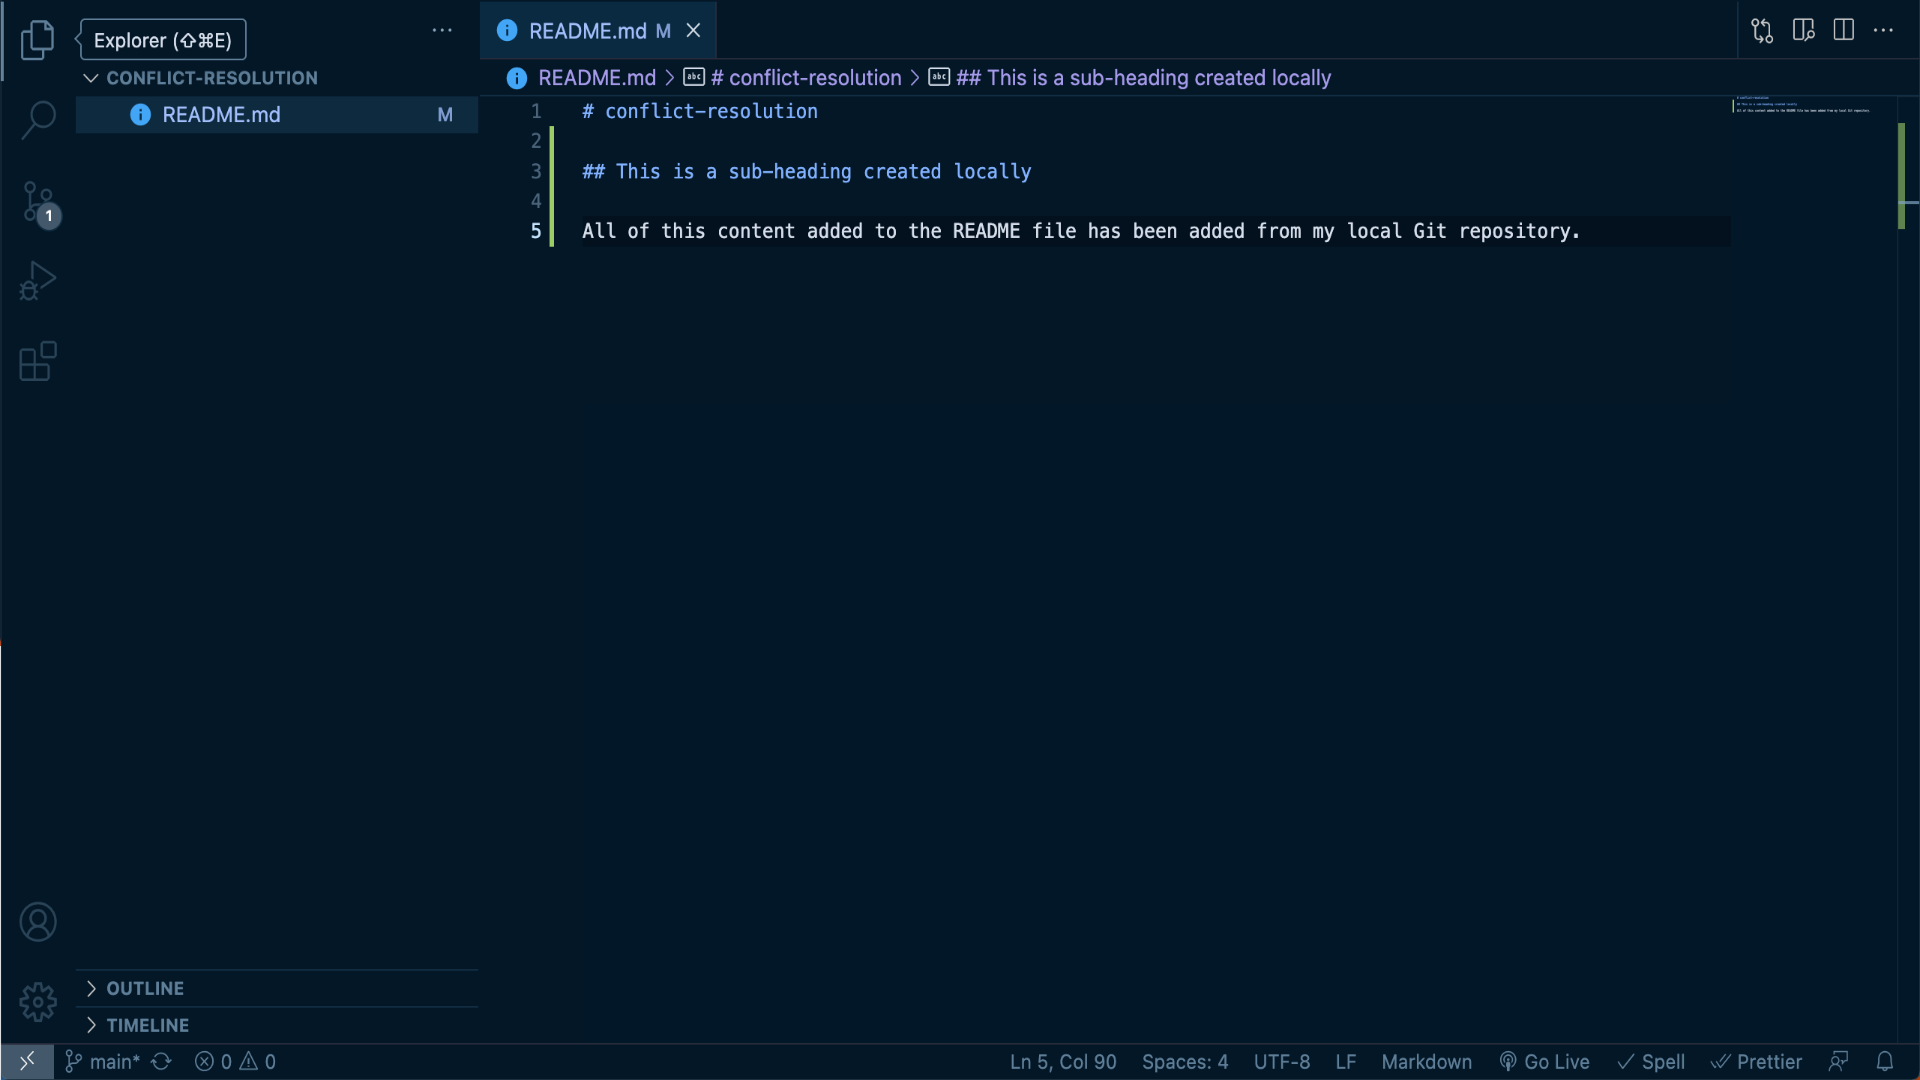 Explorer (⇧⌘E)
CONFLICT-RESOLUTION
README.md M
1
OUTLINE
TIMELINE
README.md M
README.md > # conflict-resolution > ## This is a sub-heading created locally
1 # conflict-resolution
2
3 ## This is a sub-heading created locally
4
5 All of this content added to the README file has been added from my local Git repository.
main* 0 0 Ln 5, Col 90 Spaces: 4 UTF-8 LF Markdown Go Live Spell Prettier